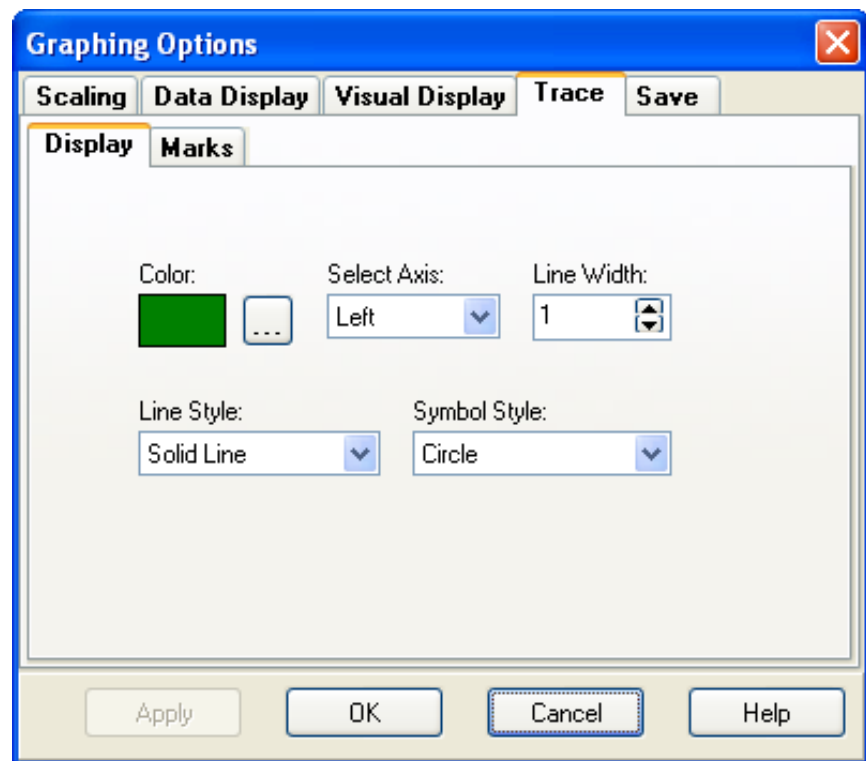 Graphing Options
Scaling Data Display Visual Display Trace Save
Display Marks
Color: Select Axis: Line Width:
... Left 1
Line Style: Symbol Style:
Solid Line Circle
Apply OK Cancel Help